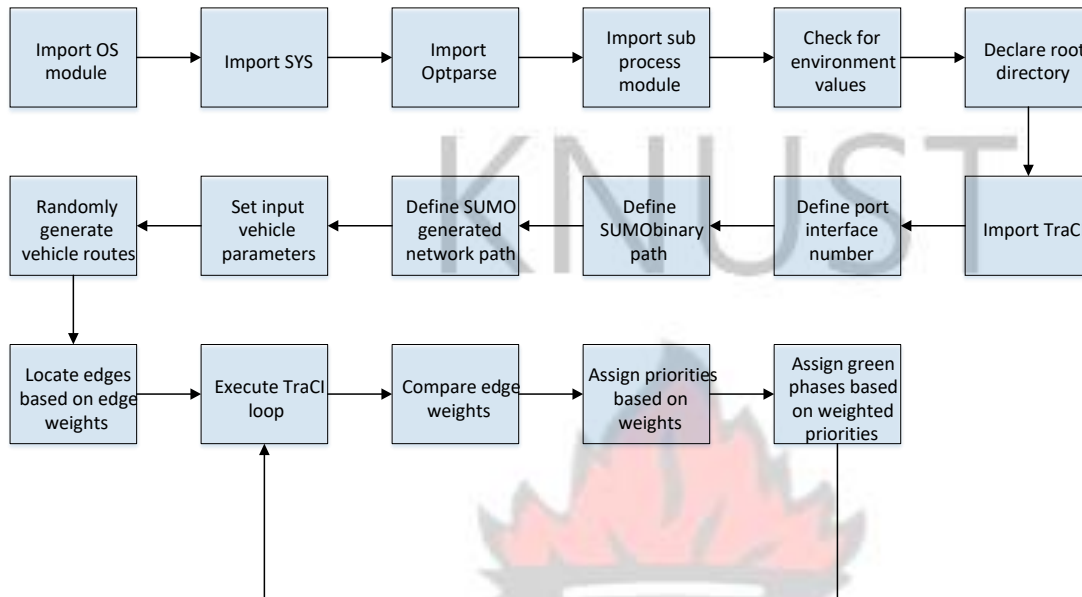 Import OS
module
Import SYS
Import
Optparse
Import sub
process
module
Check for
environment
values
Declare root
directory
KNUST
Import TraC
Define port
interface
number
Define
SUMObinary
path
Define SUMO
generated
network path
Set input
vehicle
parameters
Randomly
generate
vehicle routes
Locate edges
based on edge
weights
Execute TraCI
loop
Compare edge
weights
Assign priorities
based on
weights
Assign green
phases based
on weighted
priorities